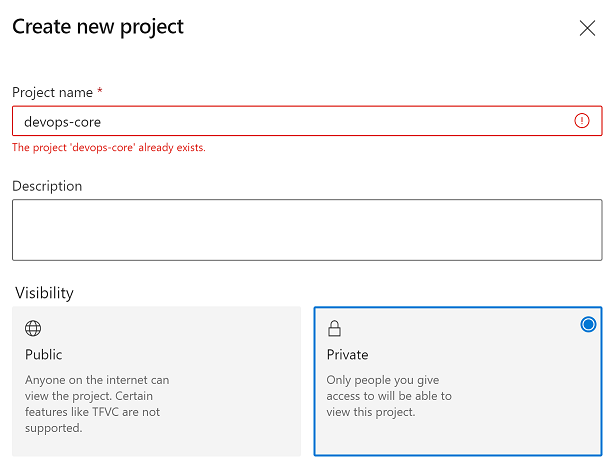 Create new project
Project name *
devops-core
The project 'devops-core' already exists.
Description
Visibility
Public
Anyone on the internet can
view the project. Certain
features like TFVC are not
supported.
Private
Only people you give
access to will be able to
view this project.